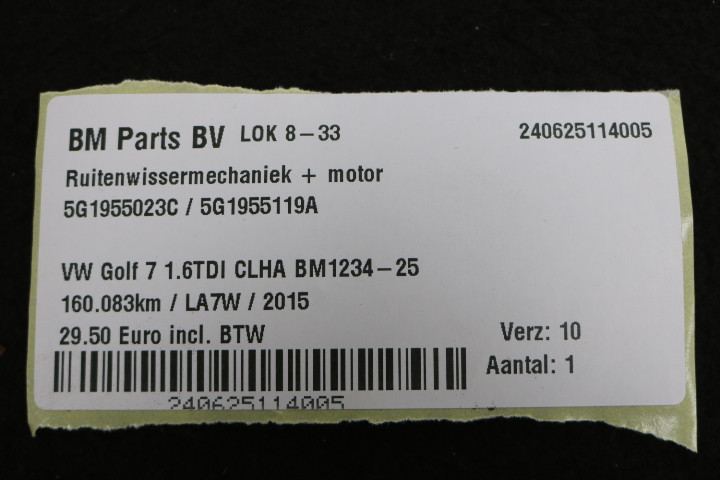 BM Parts BV LOK 8-33 240625114005
Ruitenwissermechaniek + motor
5G1955023C / 5G1955119A
VW Golf 7 1.6TDI CLHA BM1234-25
160.083km / LA7W / 2015
29.50 Euro incl. BTW Verz: 10
Aantal: 1
240625114005